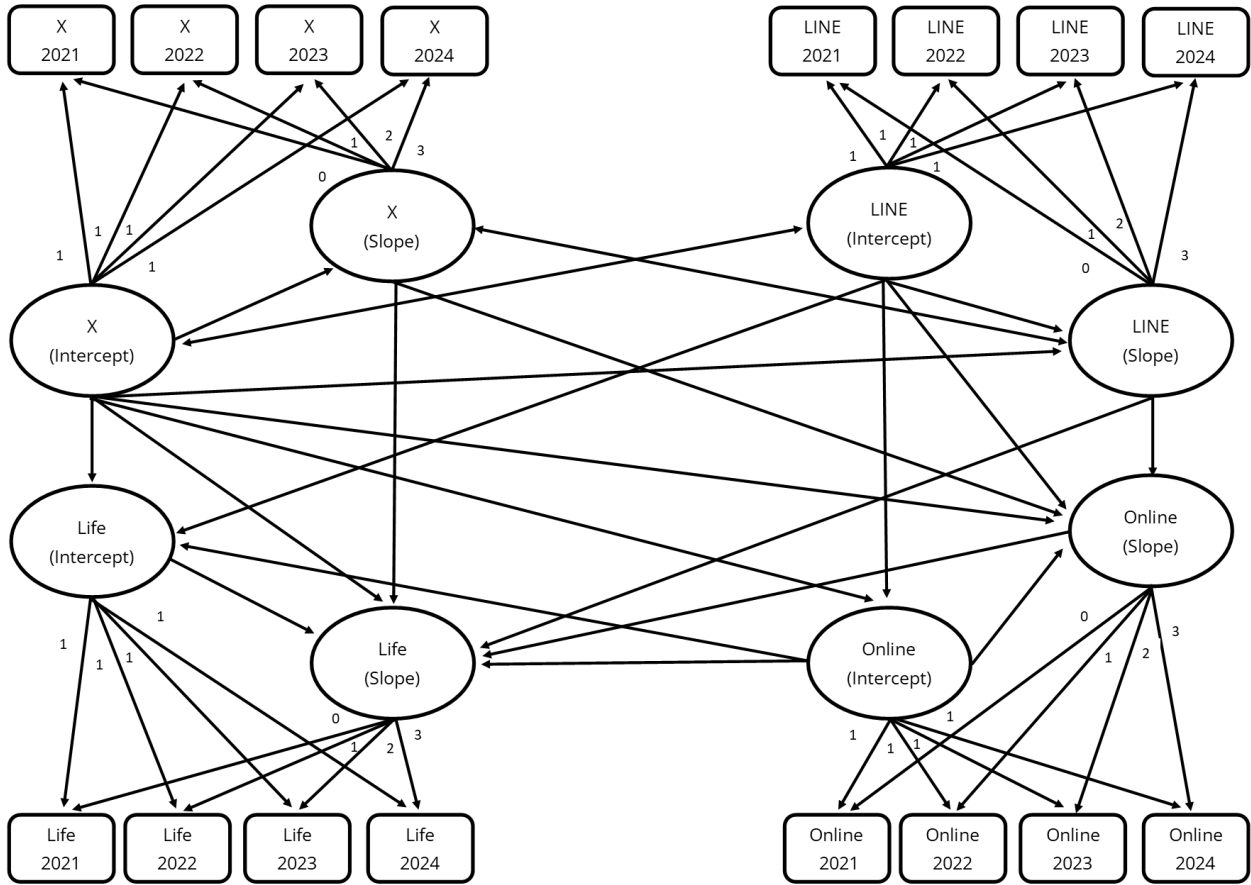 X
2021
X
2022
X
2023
X
2024
LINE
2021
LINE
2022
LINE
2023
LINE
2024
1
2
3
0
1
1
1
1
X
(Slope)
1
1
1
1
LINE
(Intercept)
2
1
3
0
X
(Intercept)
LINE
(Slope)
Life
(Intercept)
Online
(Slope)
1
1
1
1
Life
(Slope)
Online
(Intercept)
0
3
1
2
0
3
1
2
1
1
1
1
Life
2021
Life
2022
Life
2023
Life
2024
Online
2021
Online
2022
Online
2023
Online
2024